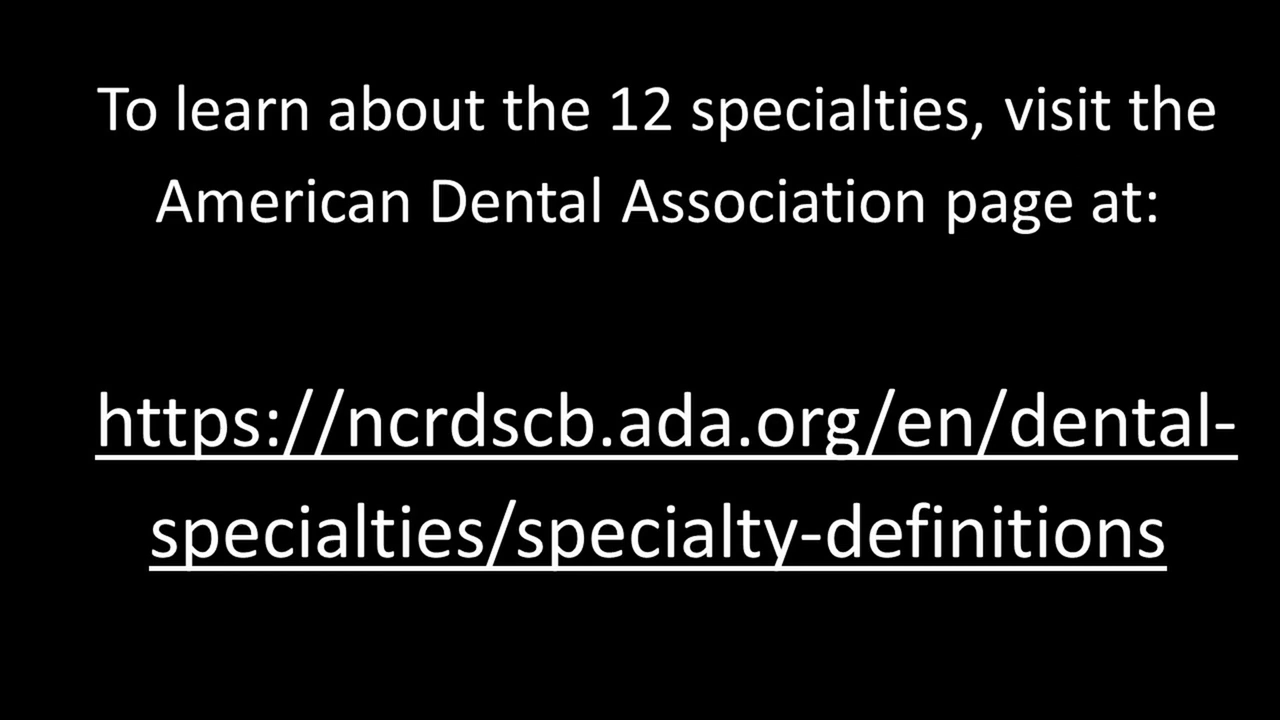 To learn about the 12 specialties, visit the
American Dental Association page at:
https://ncrdscb.ada.org/en/dental-
specialties/specialty-definitions